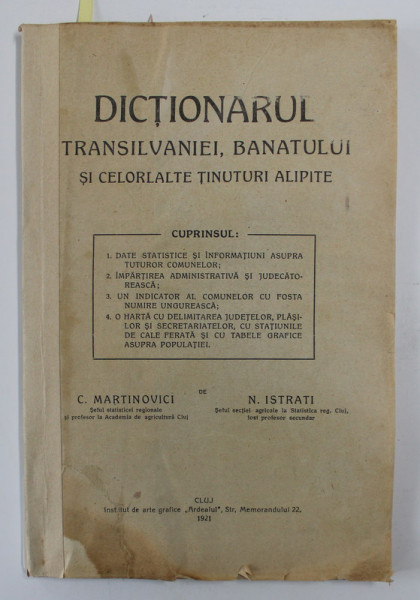 DICȚIONARUL
TRANSILVANIEI, BANATULUI
ȘI CELORLALTE ȚINUTURI ALIPITE
CUPRINSUL:
1. DATE STATISTICE ȘI ÎNFORMAȚIUNI ASUPRA
TUTUROR COMUNELOR;
2. ÎMPĂRȚIREA ADMINISTRATIVĂ ȘI JUDECĂTO-
REASCĂ;
3. UN INDICATOR AL COMUNELOR CU FOSTA
NUMIRE UNGUREASCĂ;
4. O HARTĂ CU DELIMITAREA JUDEȚELOR, PLĂȘI-
LOR ȘI SECRETARIATELOR, CU STAȚIUNILE
DE CALE FERATĂ ȘI CU TABELE GRAFICE
ASUPRA POPULAȚIEI.
DE
C. MARTINOVICI
Șeful statisticei regionale
și profesor la Academia de agricultură Cluj
N. ISTRATI
Șeful secției agricale la Statistica reg. Cluj,
fost profesor secundar
CLUJ
Institut de arte grafice „Ardealul", Str. Memorandului 22.
1921